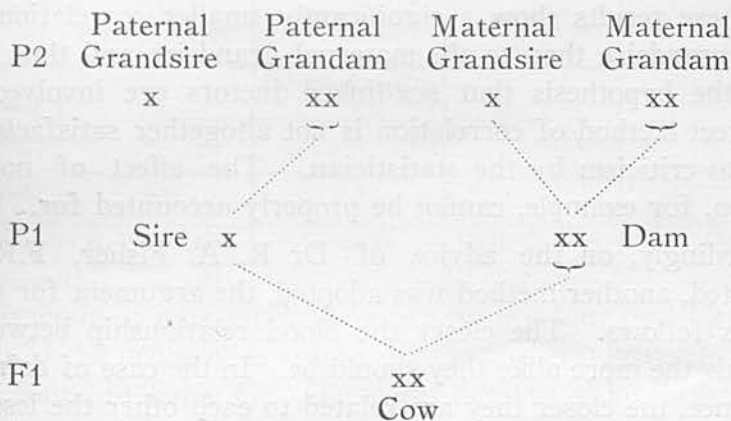 Paternal Paternal Maternal Maternal
P2 Grandsire Grandam Grandsire Grandam
x xx x xx
P1 Sire x xx Dam
F1 xx
Cow